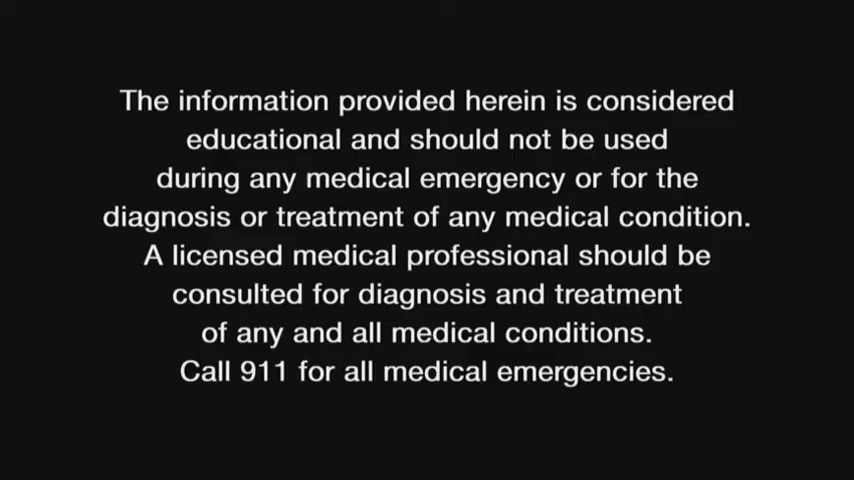 The information provided herein is considered
educational and should not be used
during any medical emergency or for the
diagnosis or treatment of any medical condition.
A licensed medical professional should be
consulted for diagnosis and treatment
of any and all medical conditions.
Call 911 for all medical emergencies.